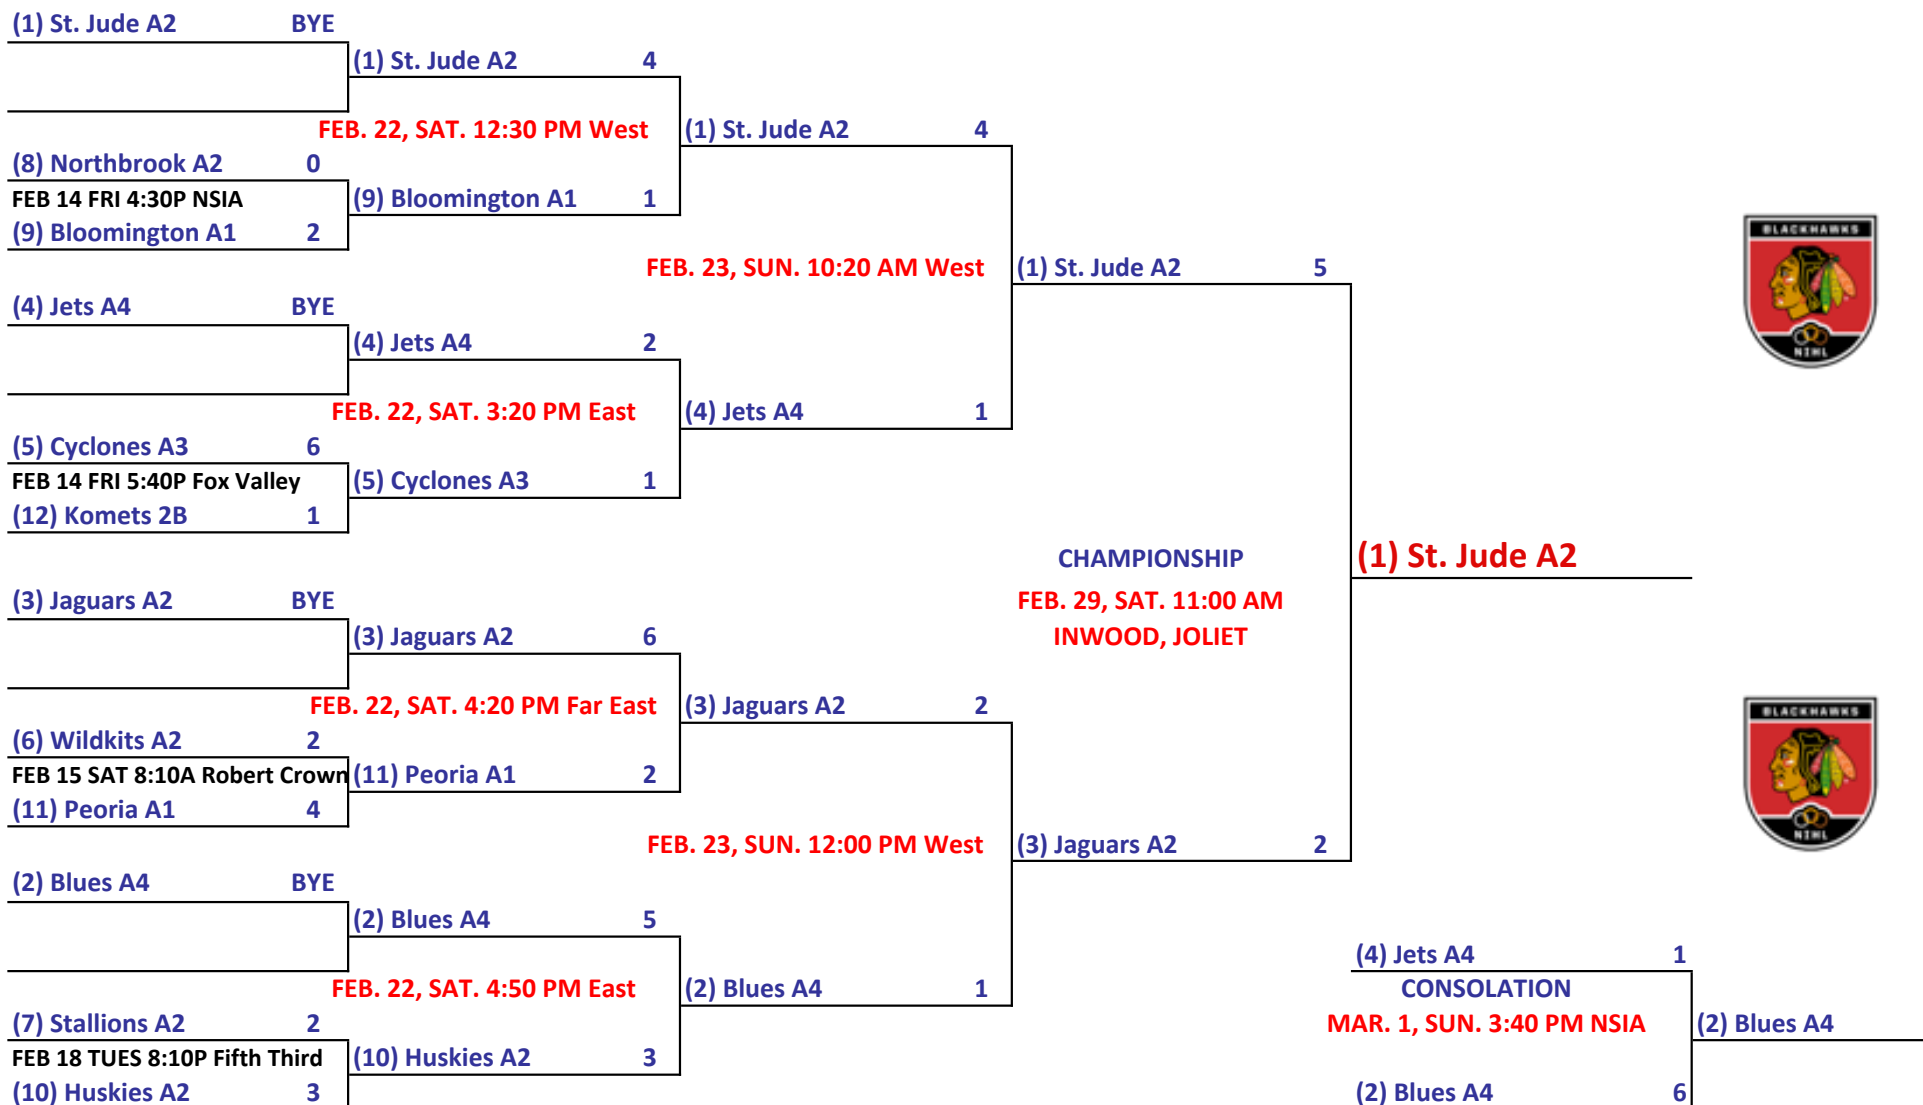 (1) St. Jude A2 BYE
(1) St. Jude A2 4
FEB. 22, SAT. 12:30 PM West
(1) St. Jude A2 4
(8) Northbrook A2 0
FEB 14 FRI 4:30P NSIA
(9) Bloomington A1 1
(9) Bloomington A1 2
FEB. 23, SUN. 10:20 AM West
(1) St. Jude A2 5
BLACKHAWKS
NIHL
(4) Jets A4 BYE
(4) Jets A4 2
FEB. 22, SAT. 3:20 PM East
(4) Jets A4 1
(5) Cyclones A3 6
FEB 14 FRI 5:40P Fox Valley
(5) Cyclones A3 1
(12) Komets 2B 1
CHAMPIONSHIP
(1) St. Jude A2
FEB. 29, SAT. 11:00 AM
INWOOD, JOLIET
(3) Jaguars A2 BYE
(3) Jaguars A2 6
FEB. 22, SAT. 4:20 PM Far East
(3) Jaguars A2 2
BLACKHAWKS
NIHL
(6) Wildkits A2 2
FEB 15 SAT 8:10A Robert Crown
(11) Peoria A1 2
(11) Peoria A1 4
FEB. 23, SUN. 12:00 PM West
(3) Jaguars A2 2
(2) Blues A4 BYE
(2) Blues A4 5
FEB. 22, SAT. 4:50 PM East
(2) Blues A4 1
(4) Jets A4 1
CONSOLATION
MAR. 1, SUN. 3:40 PM NSIA
(2) Blues A4
(7) Stallions A2 2
FEB 18 TUES 8:10P Fifth Third
(10) Huskies A2 3
(10) Huskies A2 3
(2) Blues A4 6